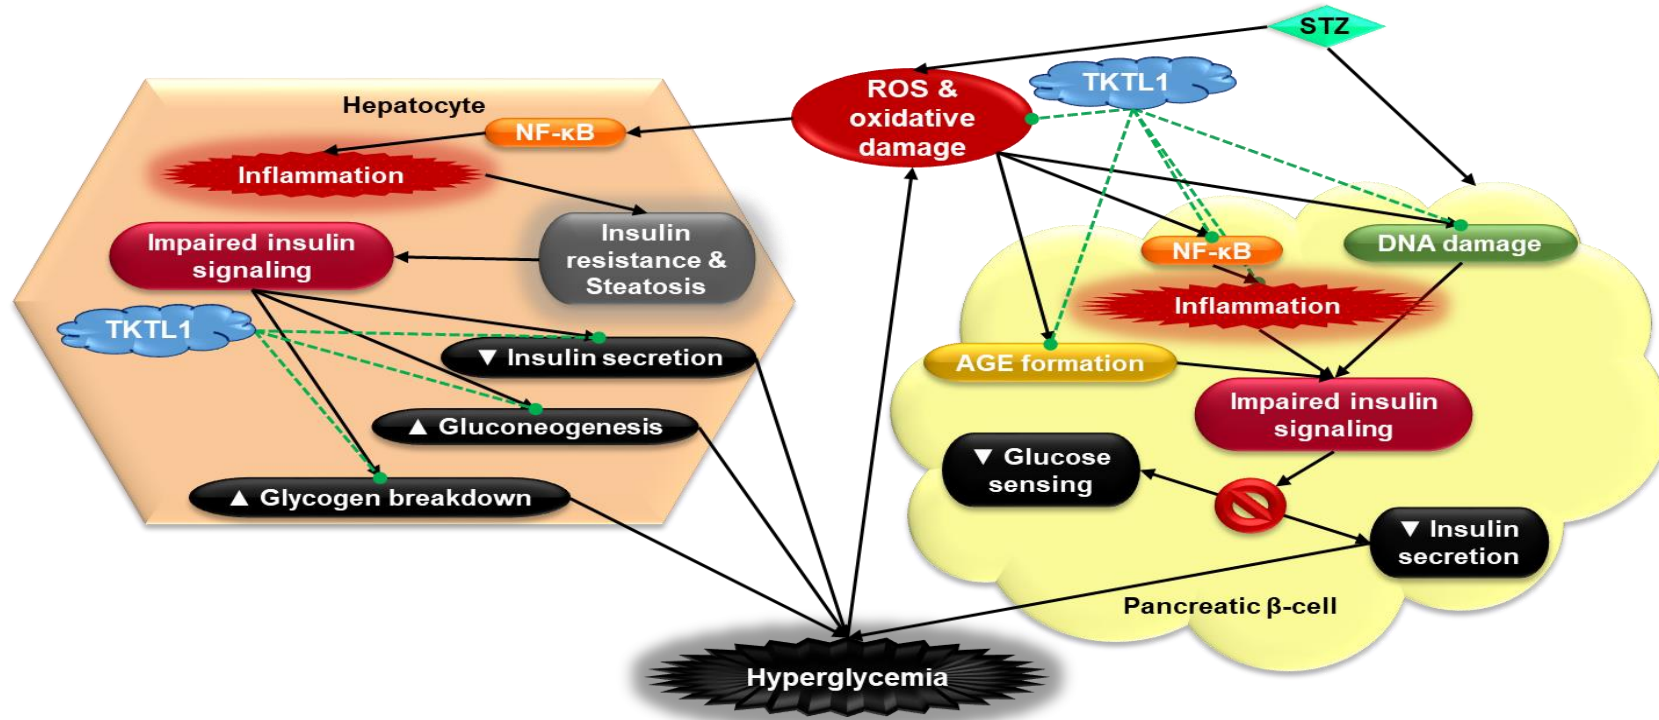 STZ
TKTL1
ROS &
oxidative
damage
Hepatocyte
NF-κB
Inflammation
Impaired insulin
signaling
Insulin
resistance &
Steatosis
TKTL1
▼ Insulin secretion
▲ Gluconeogenesis
▲ Glycogen breakdown
NF-κB
DNA damage
Inflammation
AGE formation
Impaired insulin
signaling
▼ Glucose
sensing
▼ Insulin
secretion
Pancreatic β-cell
Hyperglycemia